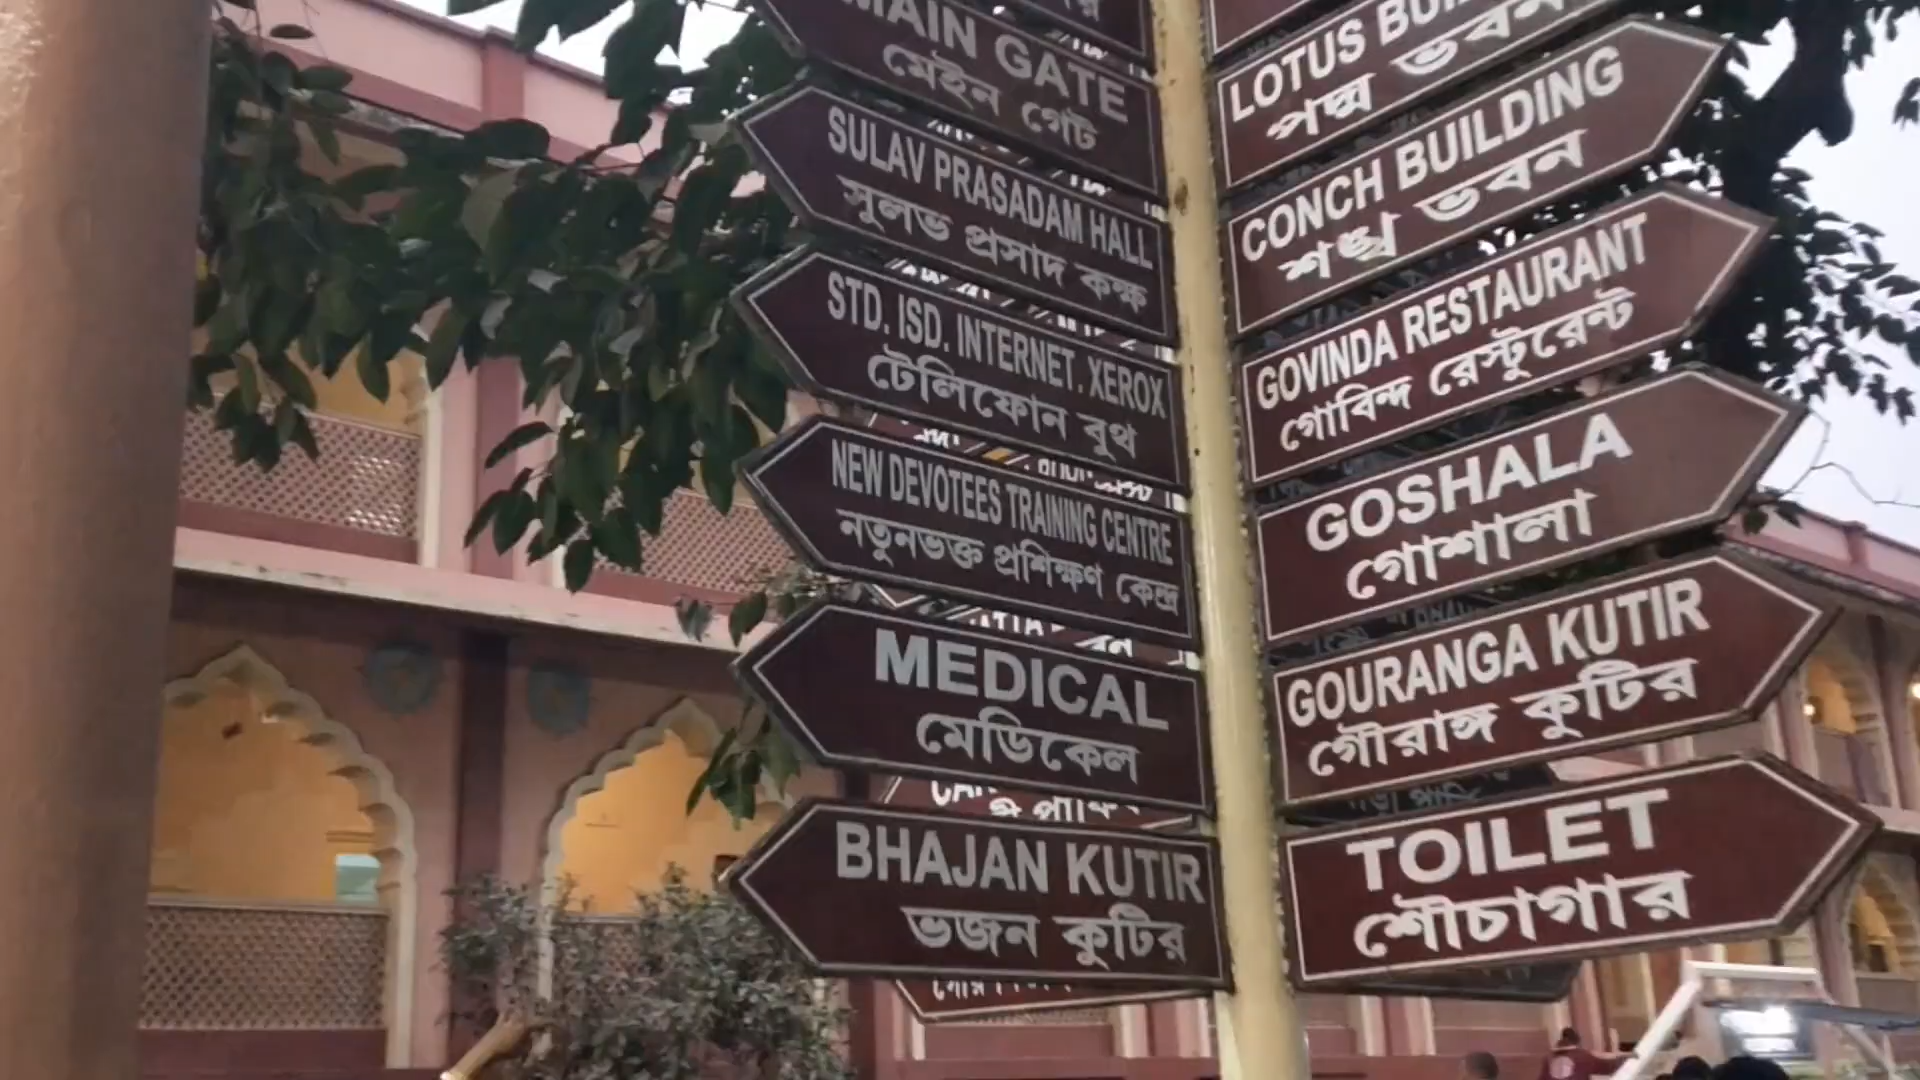 MAIN GATE
মেইন গেট
SULAV PRASADAM HALL
সুলভ প্রসাদ কক্ষ
STD. ISD. INTERNET. XEROX
টেলিফোন বুথ
NEW DEVOTEES TRAINING CENTRE
নতুনভক্ত প্রশিক্ষণ কেন্দ্র
MEDICAL
মেডিকেল
BHAJAN KUTIR
ভজন কুটির
LOTUS
পদ্ম ভবন
CONCH BUILDING
শঙ্খ ভবন
GOVINDA RESTAURANT
গোবিন্দ রেস্টুরেন্ট
GOSHALA
গোশালা
GOURANGA KUTIR
গৌরাঙ্গ কুটির
TOILET
শৌচাগার